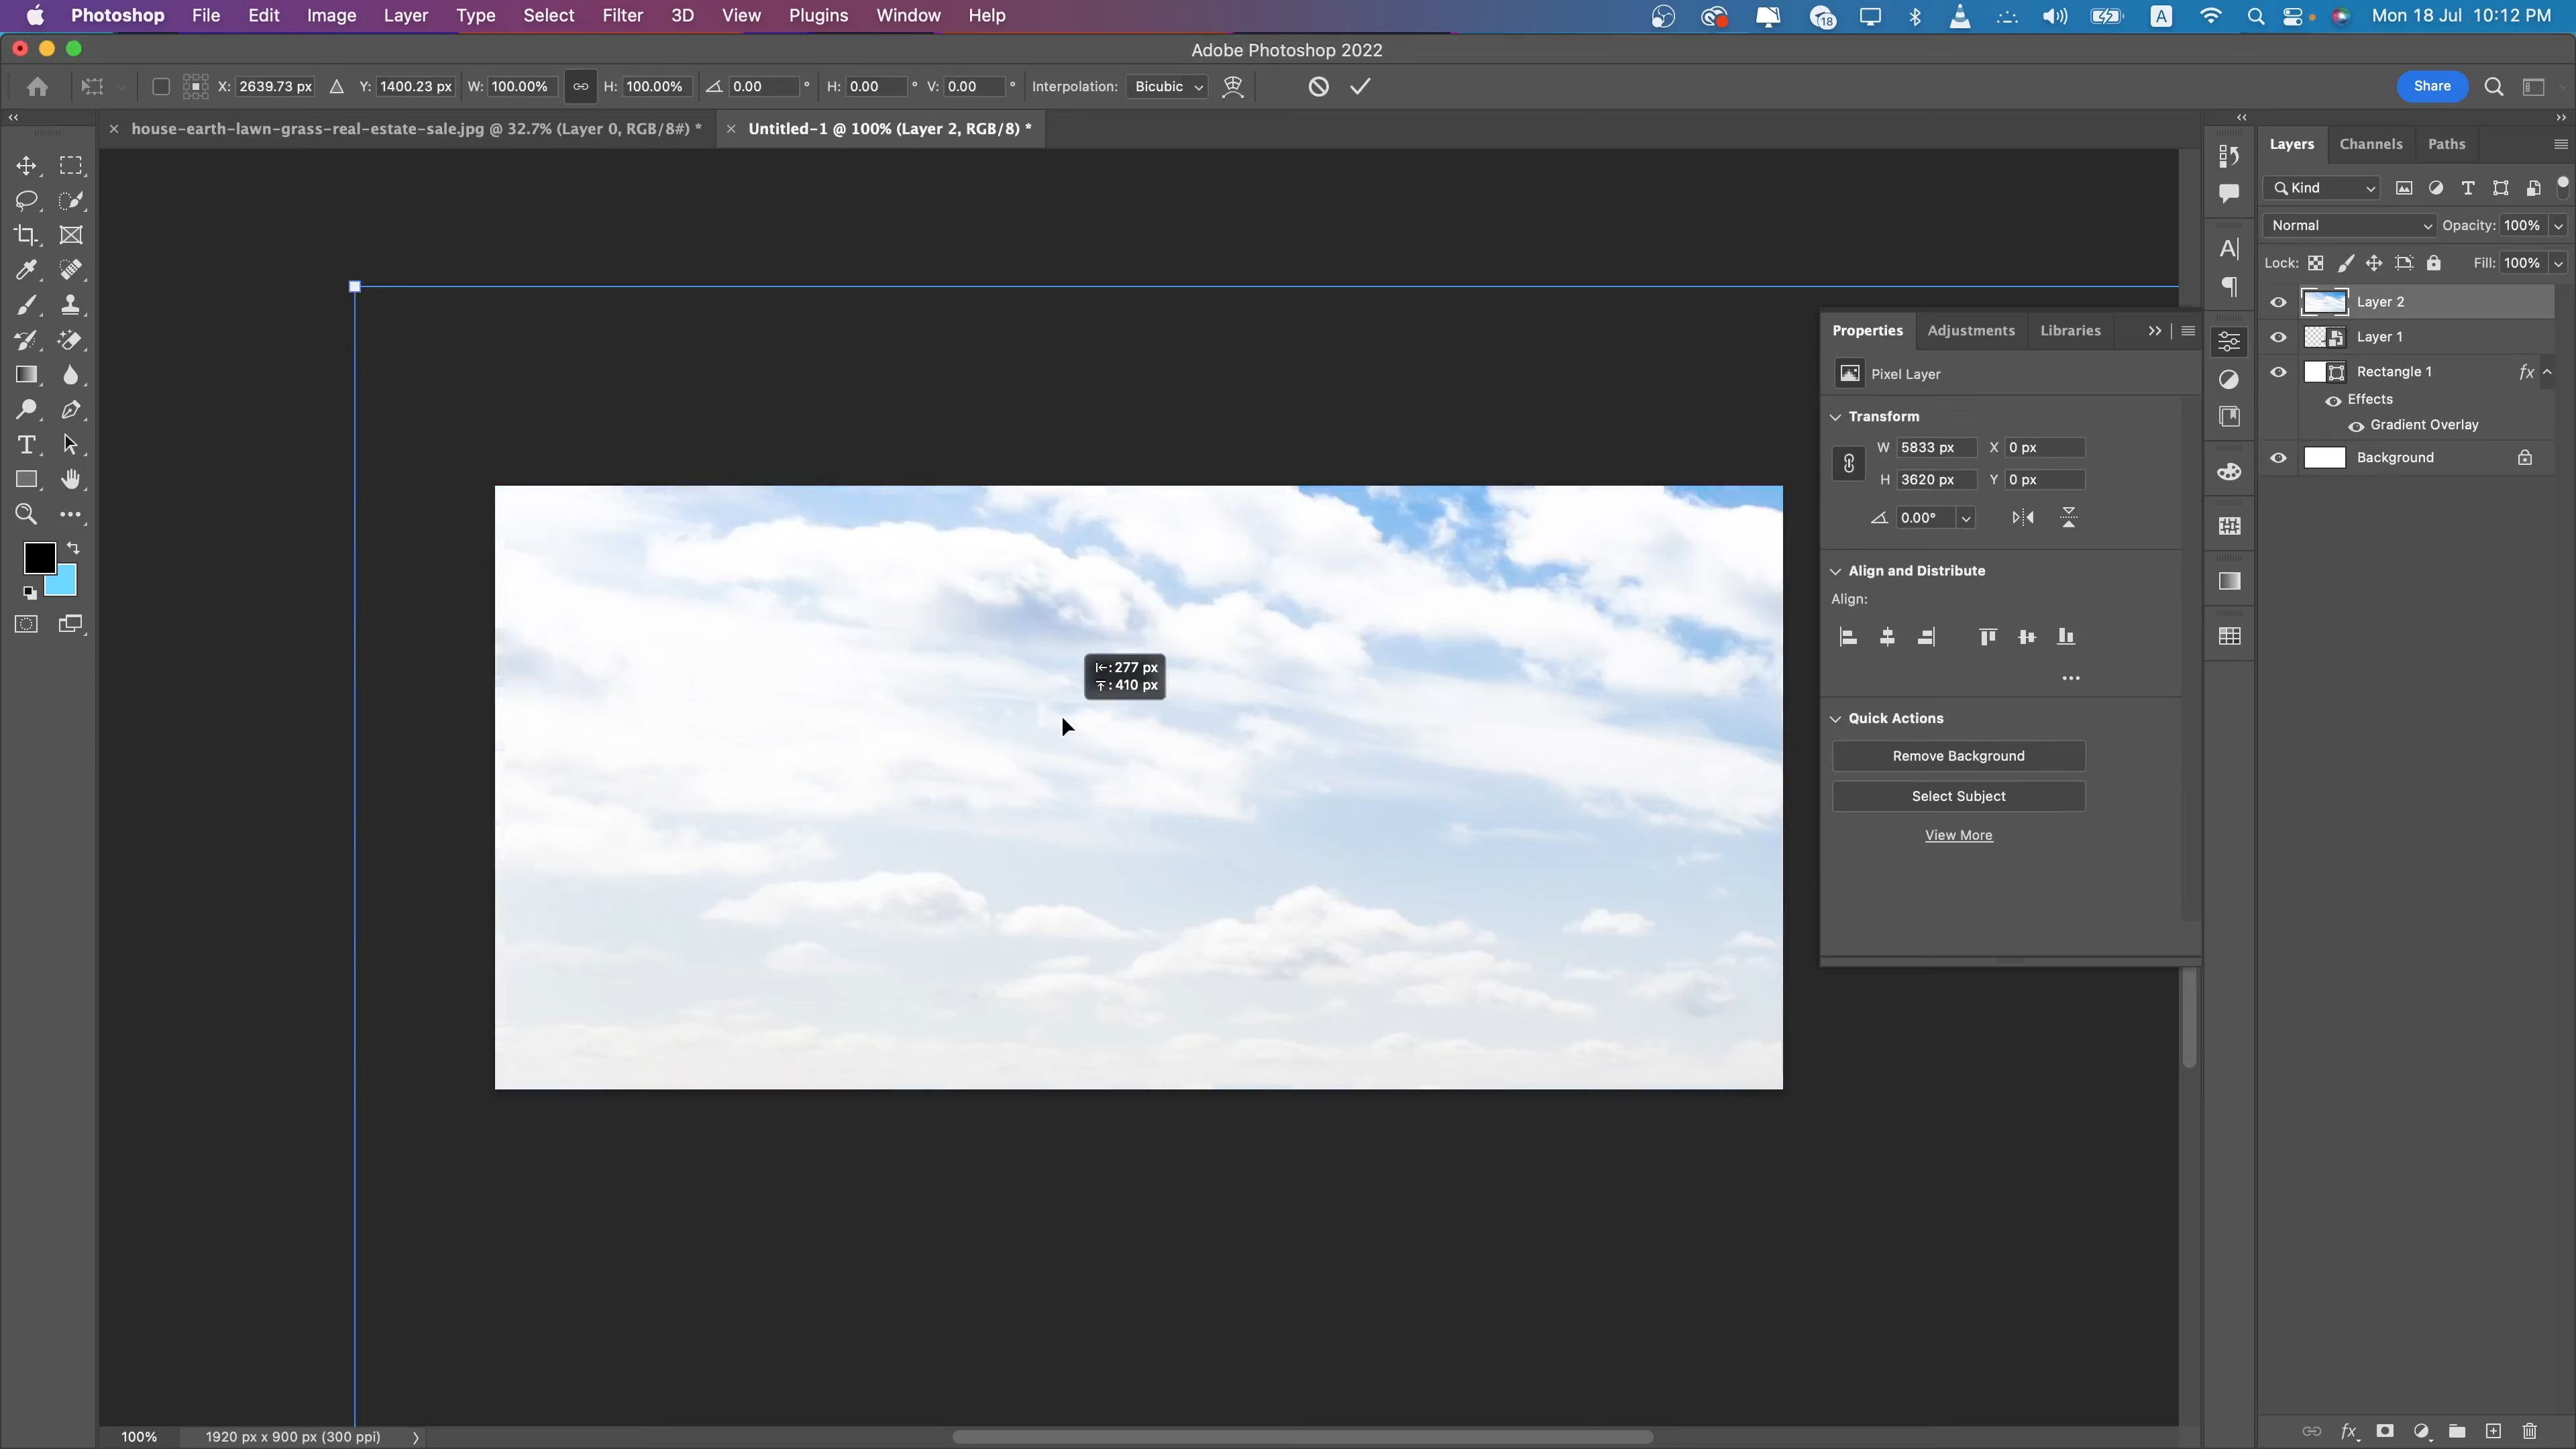 Photoshop File Edit Image Layer Type Select Filter 3D View Plugins Window Help 18 A Mon 18 Jul 10:12 PM
Adobe Photoshop 2022
X: 2639.73 px Y: 1400.23 px W: 100.00% H: 100.00% 0.00 ° H: 0.00 ° V: 0.00 ° Interpolation: Bicubic Share
× house-earth-lawn-grass-real-estate-sale.jpg @ 32.7% (Layer 0, RGB/8#) * × Untitled-1 @ 100% (Layer 2, RGB/8) *
Layers Channels Paths
Kind
Normal Opacity: 100%
Lock: Fill: 100%
Layer 2
Layer 1
Rectangle 1 fx
Effects
Gradient Overlay
Background
Properties Adjustments Libraries
Pixel Layer
Transform
W 5833 px X 0 px
H 3620 px Y 0 px
0.00°
Align and Distribute
Align:
Quick Actions
Remove Background
Select Subject
View More
: 277 px
: 410 px
100% 1920 px x 900 px (300 ppi)
fx